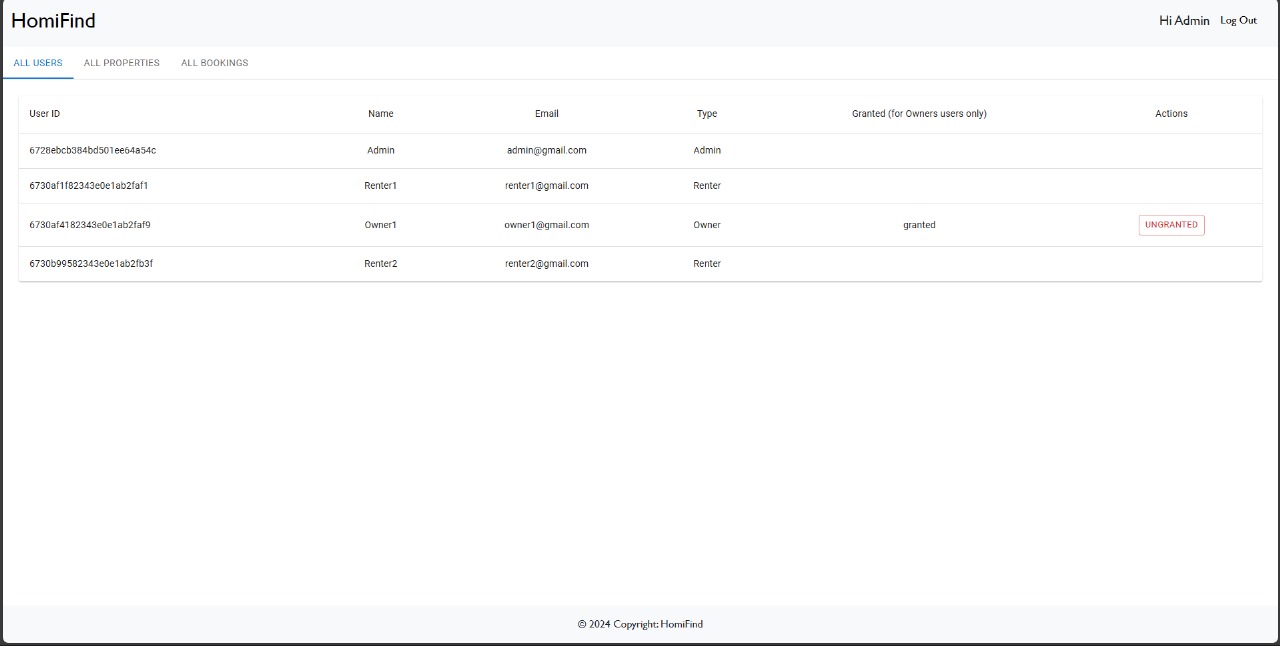 HomiFind
Hi Admin Log Out
ALL USERS ALL PROPERTIES ALL BOOKINGS
User ID Name Email Type Granted (for Owners users only) Actions
6728ebcb384bd501ee64a54c Admin admin@gmail.com Admin
6730af1f82343e0e1ab2faf1 Renter1 renter1@gmail.com Renter
6730af4182343e0e1ab2faf9 Owner1 owner1@gmail.com Owner granted UNGRANTED
6730b99582343e0e1ab2fb3f Renter2 renter2@gmail.com Renter
© 2024 Copyright: HomiFind